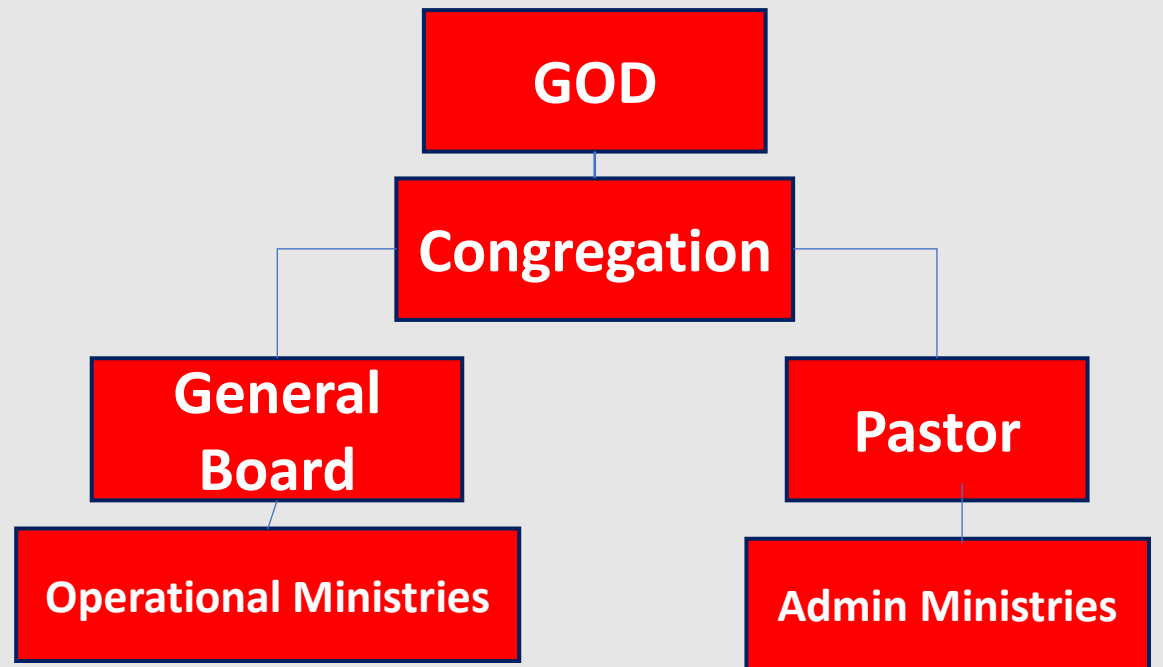 GOD
Congregation
General
Board
Pastor
Operational Ministries
Admin Ministries